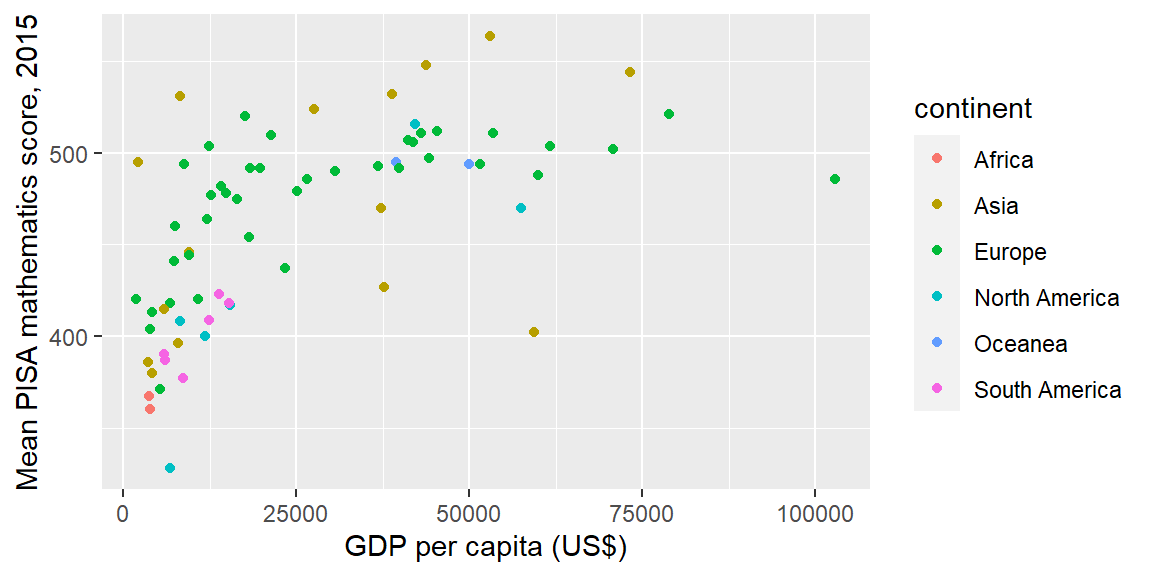 Mean PISA mathematics score, 2015
500
400
0 25000 50000 75000 100000
GDP per capita (US$)
continent
Africa
Asia
Europe
North America
Oceanea
South America